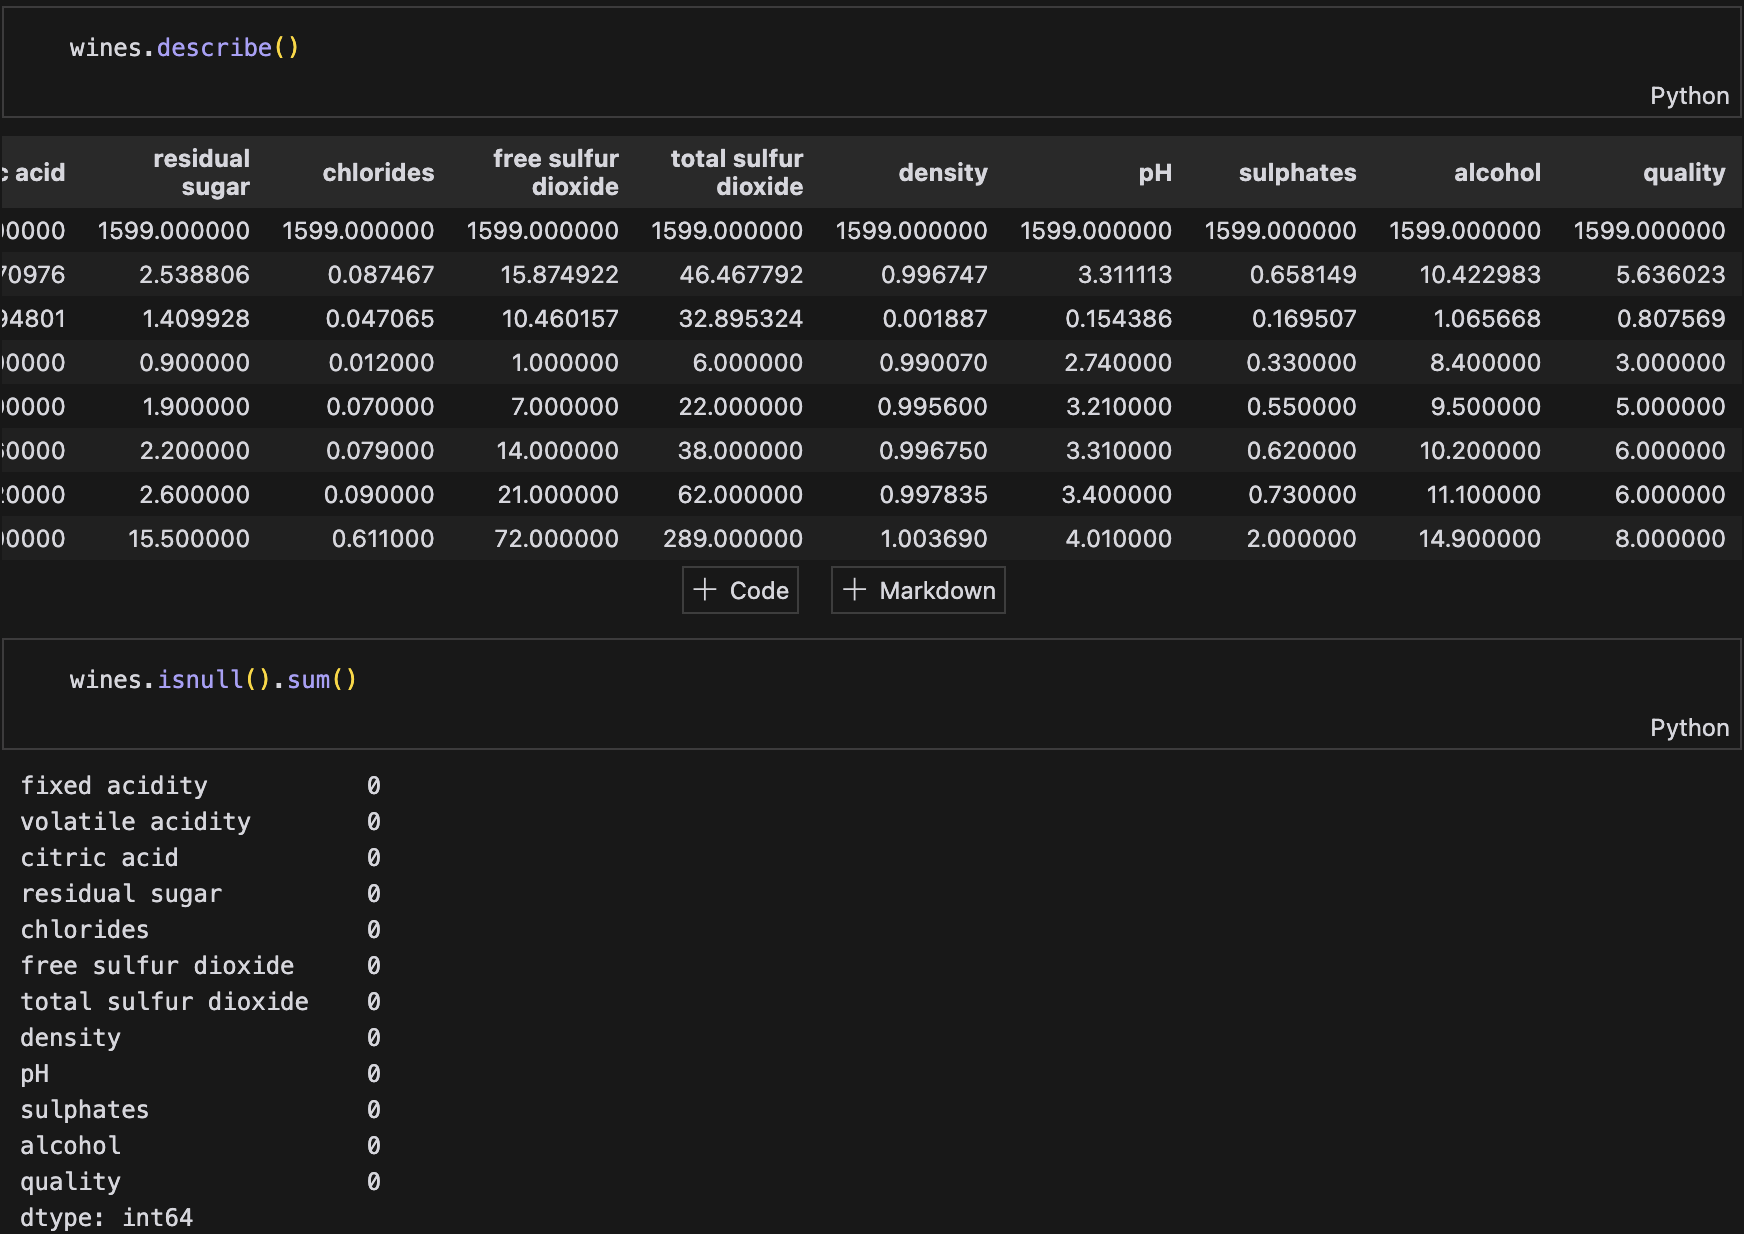 wines.describe()
Python
c acid residual sugar chlorides free sulfur dioxide total sulfur dioxide density pH sulphates alcohol quality
00000 1599.000000 1599.000000 1599.000000 1599.000000 1599.000000 1599.000000 1599.000000 1599.000000 1599.000000
70976 2.538806 0.087467 15.874922 46.467792 0.996747 3.311113 0.658149 10.422983 5.636023
94801 1.409928 0.047065 10.460157 32.895324 0.001887 0.154386 0.169507 1.065668 0.807569
00000 0.900000 0.012000 1.000000 6.000000 0.990070 2.740000 0.330000 8.400000 3.000000
00000 1.900000 0.070000 7.000000 22.000000 0.995600 3.210000 0.550000 9.500000 5.000000
60000 2.200000 0.079000 14.000000 38.000000 0.996750 3.310000 0.620000 10.200000 6.000000
20000 2.600000 0.090000 21.000000 62.000000 0.997835 3.400000 0.730000 11.100000 6.000000
00000 15.500000 0.611000 72.000000 289.000000 1.003690 4.010000 2.000000 14.900000 8.000000
+ Code + Markdown
wines.isnull().sum()
Python
fixed acidity 0
volatile acidity 0
citric acid 0
residual sugar 0
chlorides 0
free sulfur dioxide 0
total sulfur dioxide 0
density 0
pH 0
sulphates 0
alcohol 0
quality 0
dtype: int64